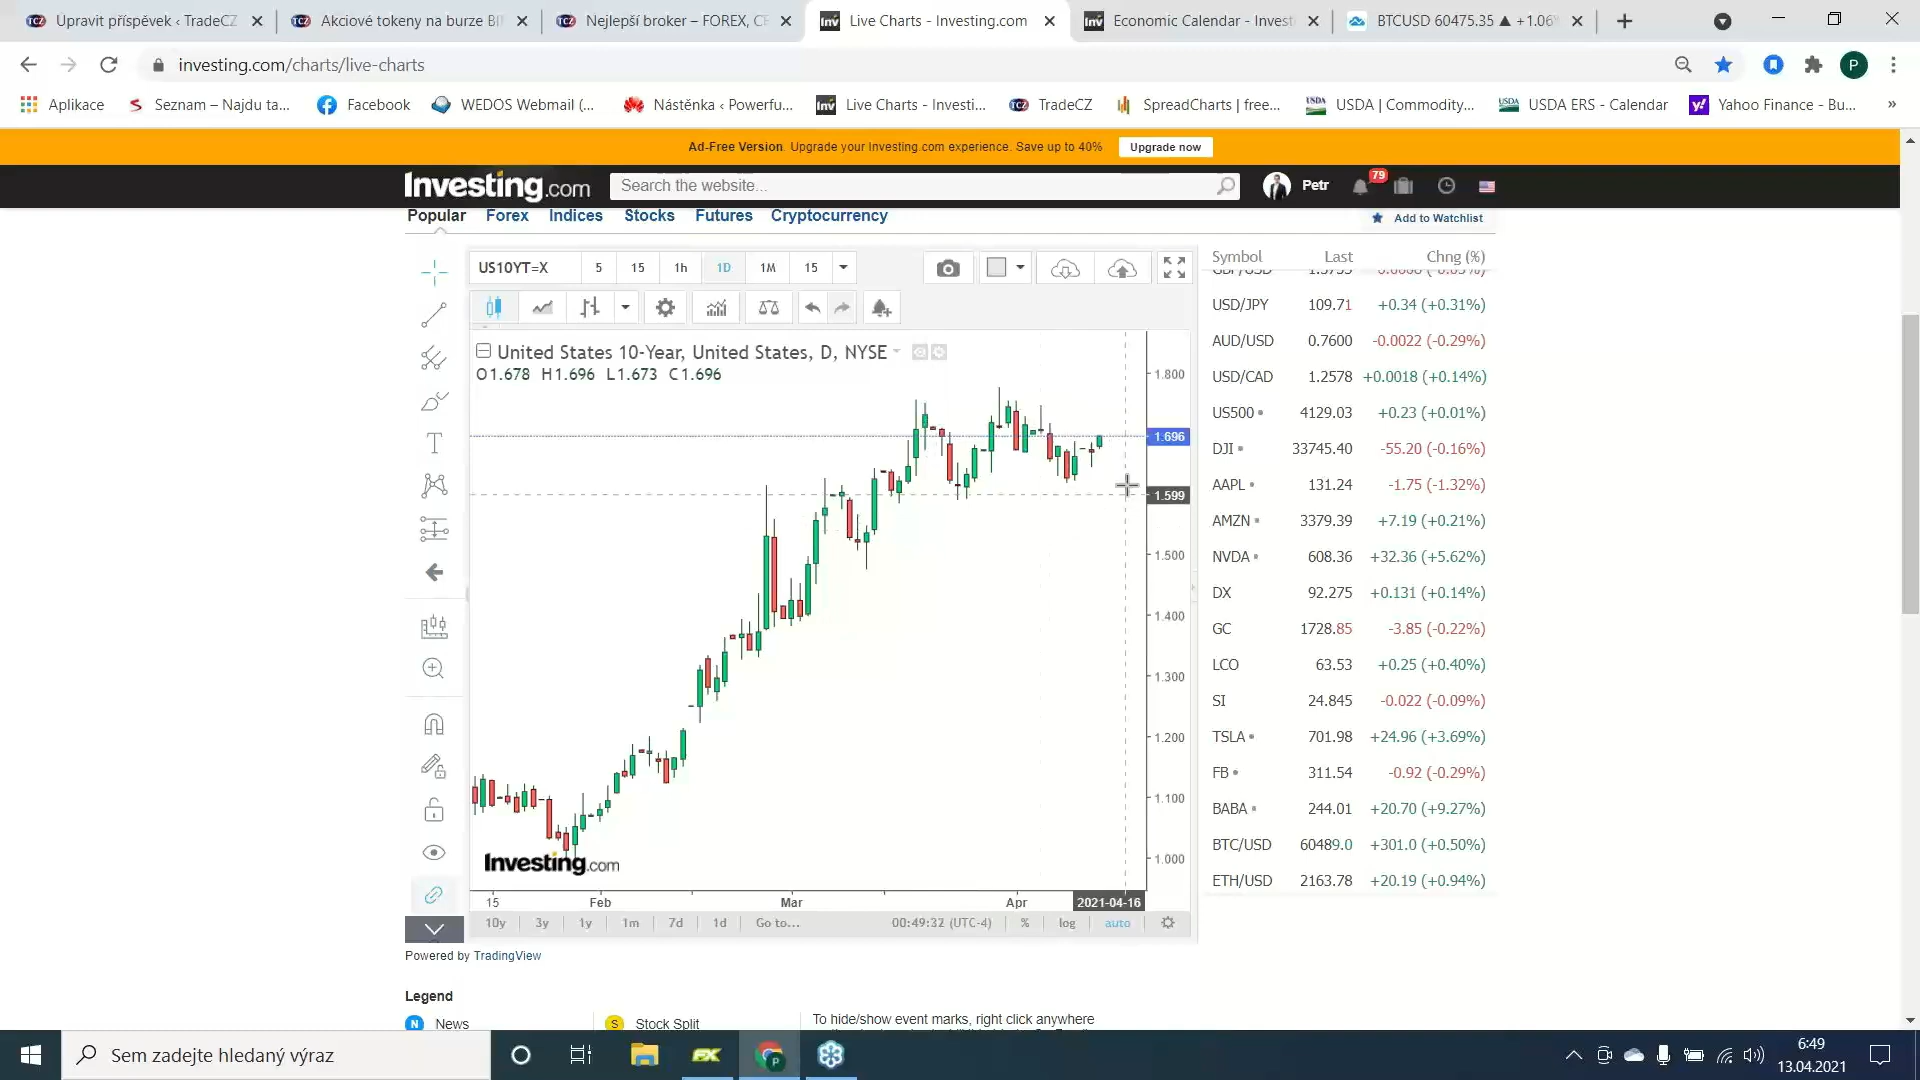 Upravit příspěvek ‹ TradeCZ
Akciové tokeny na burze BI
Nejlepší broker – FOREX, CF
Live Charts - Investing.com
Economic Calendar - Invest
BTCUSD 60475.35 ▲ +1.06%
investing.com/charts/live-charts
P
Aplikace
Seznam – Najdu ta...
Facebook
WEDOS Webmail (...
Nástěnka ‹ Powerfu...
Live Charts - Investi...
TradeCZ
SpreadCharts | free...
USDA | Commodity,...
USDA ERS - Calendar
Yahoo Finance - Bu...
»
Ad-Free Version. Upgrade your Investing.com experience. Save up to 40%
Upgrade now
Investing.com
Search the website...
Petr
79
Popular
Forex
Indices
Stocks
Futures
Cryptocurrency
Add to Watchlist
US10YT=X
5
15
1h
1D
1M
15
United States 10-Year, United States, D, NYSE
O1.678 H1.696 L1.673 C1.696
1.800
1.696
1.599
1.500
1.400
1.300
1.200
1.100
1.000
Investing.com
15
Feb
Mar
Apr
2021-04-16
10y
3y
1y
1m
7d
1d
Go to...
00:49:32 (UTC-4)
%
log
auto
Powered by TradingView
Symbol Last Chng (%)
USD/JPY 109.71 +0.34 (+0.31%)
AUD/USD 0.7600 -0.0022 (-0.29%)
USD/CAD 1.2578 +0.0018 (+0.14%)
US500 4129.03 +0.23 (+0.01%)
DJI 33745.40 -55.20 (-0.16%)
AAPL 131.24 -1.75 (-1.32%)
AMZN 3379.39 +7.19 (+0.21%)
NVDA 608.36 +32.36 (+5.62%)
DX 92.275 +0.131 (+0.14%)
GC 1728.85 -3.85 (-0.22%)
LCO 63.53 +0.25 (+0.40%)
SI 24.845 -0.022 (-0.09%)
TSLA 701.98 +24.96 (+3.69%)
FB 311.54 -0.92 (-0.29%)
BABA 244.01 +20.70 (+9.27%)
BTC/USD 60489.0 +301.0 (+0.50%)
ETH/USD 2163.78 +20.19 (+0.94%)
Legend
N News
S Stock Split
To hide/show event marks, right click anywhere
Sem zadejte hledaný výraz
6:49
13.04.2021